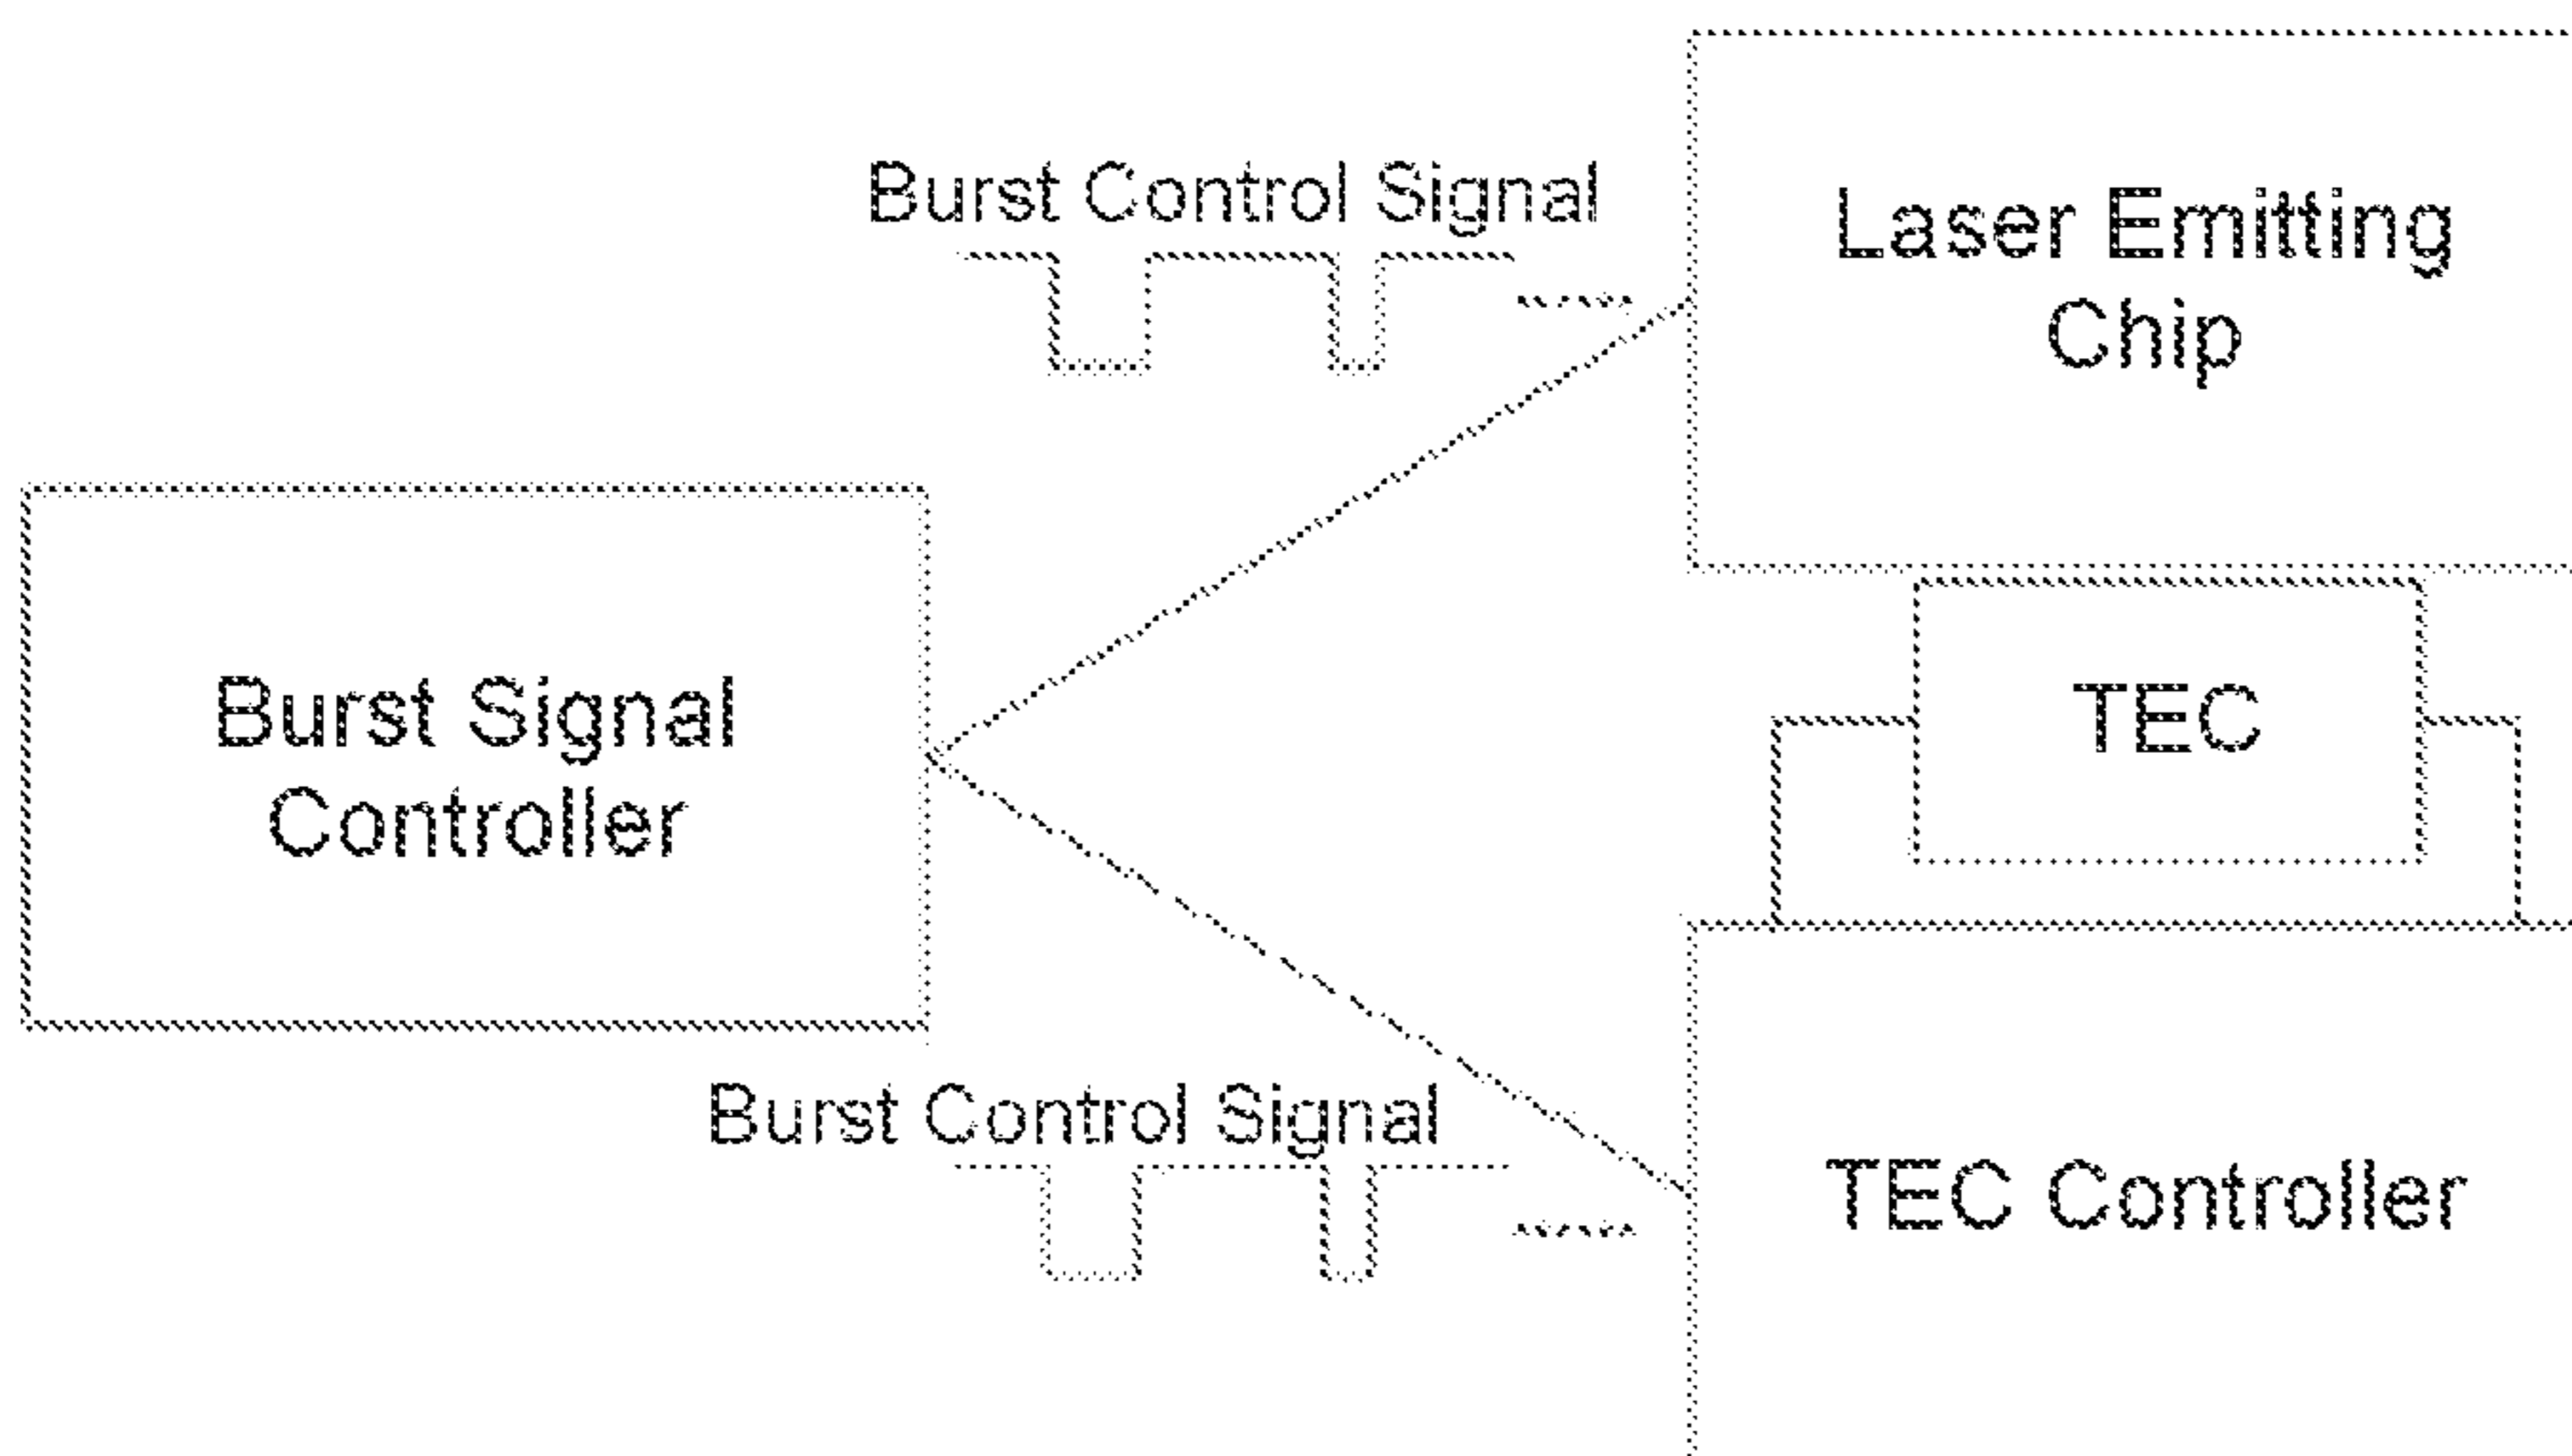 Burst Control Signal
Laser Emitting
Chip
Burst Signal
Controller
TEC
Burst Control Signal
TEC Controller